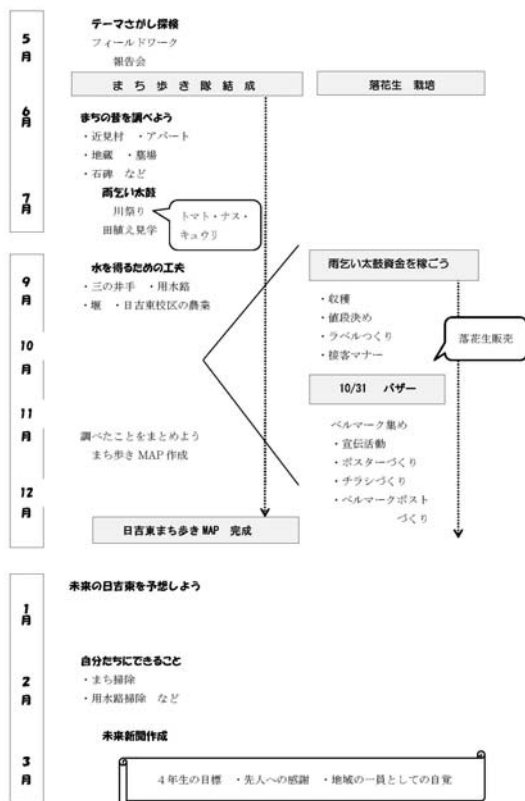 5月
テーマさがし探検
フィールドワーク
報告会
まち歩き隊結成
落花生 栽培
6月
まちの昔を調べよう
・近見村 ・アパート
・地蔵 ・墓場
・石碑 など
7月
雨乞い太鼓
川祭り
田植え見学
トマト・ナス・
キュウリ
9月
水を得るための工夫
・三の井手 ・用水路
・堰 ・日吉東校区の農業
雨乞い太鼓資金を稼ごう
・収穫
・値段決め
・ラベルつくり
・接客マナー
落花生販売
10月
10/31 バザー
11月
調べたことをまとめよう
まち歩きMAP作成
ベルマーク集め
・宣伝活動
・ポスターづくり
・チラシづくり
・ベルマークポスト
づくり
12月
日吉東まち歩きMAP 完成
1月
未来の日吉東を予想しよう
2月
自分たちにできること
・まち掃除
・用水路掃除 など
3月
未来新聞作成
4年生の目標 ・先人への感謝 ・地域の一員としての自覚